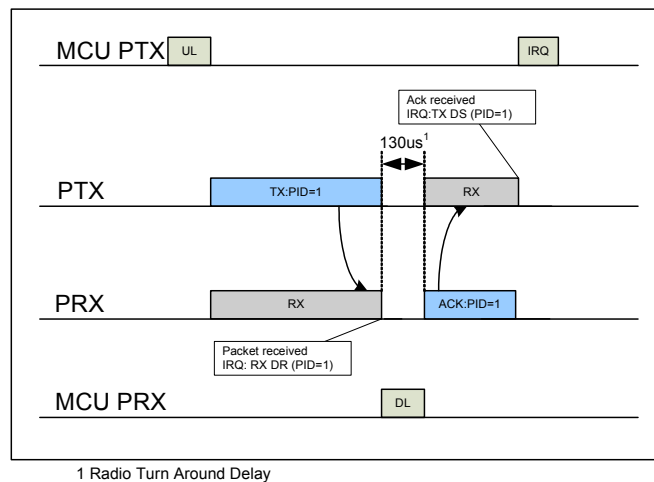 MCU PTX
UL
IRQ
Ack received
IRQ:TX DS (PID=1)
130us1
PTX
TX:PID=1
RX
PRX
RX
ACK:PID=1
Packet received
IRQ: RX DR (PID=1)
MCU PRX
DL
1 Radio Turn Around Delay